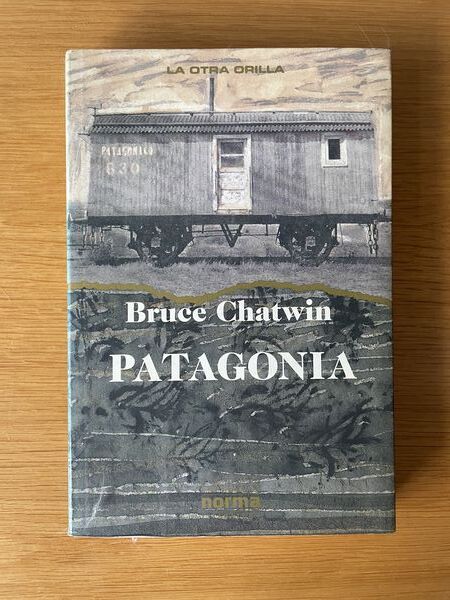 LA OTRA ORILLA
PATAGONICO
630
Bruce Chatwin
PATAGONIA
norma